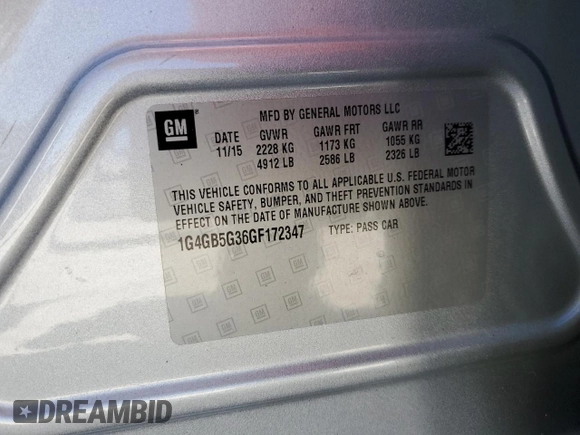 GM
MFD BY GENERAL MOTORS LLC
DATE GVWR GAWR FRT GAWR RR
11/15 2228 KG 1173 KG 1055 KG
4912 LB 2586 LB 2326 LB
THIS VEHICLE CONFORMS TO ALL APPLICABLE U.S. FEDERAL MOTOR
VEHICLE SAFETY, BUMPER, AND THEFT PREVENTION STANDARDS IN
EFFECT ON THE DATE OF MANUFACTURE SHOWN ABOVE.
1G4GB5G36GF172347 TYPE: PASS CAR
DREAMBID